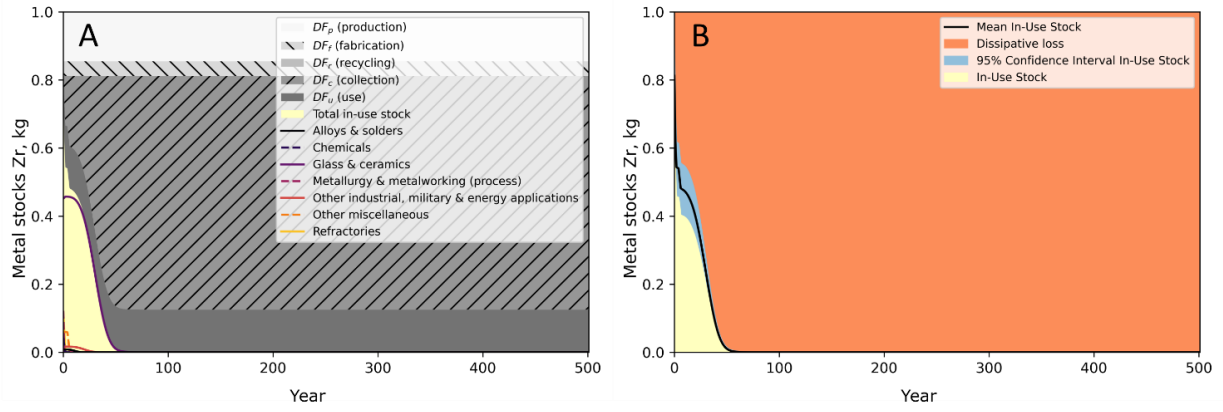 A
1.0
0.8
0.6
0.4
0.2
0.0
Metal stocks Zr, kg
0
100
200
300
400
500
Year
DFp (production)
DFf (fabrication)
DFr (recycling)
DFc (collection)
DFu (use)
Total in-use stock
Alloys & solders
Chemicals
Glass & ceramics
Metallurgy & metalworking (process)
Other industrial, military & energy applications
Other miscellaneous
Refractories
B
1.0
0.8
0.6
0.4
0.2
0.0
Metal stocks Zr, kg
0
100
200
300
400
500
Year
Mean In-Use Stock
Dissipative loss
95% Confidence Interval In-Use Stock
In-Use Stock